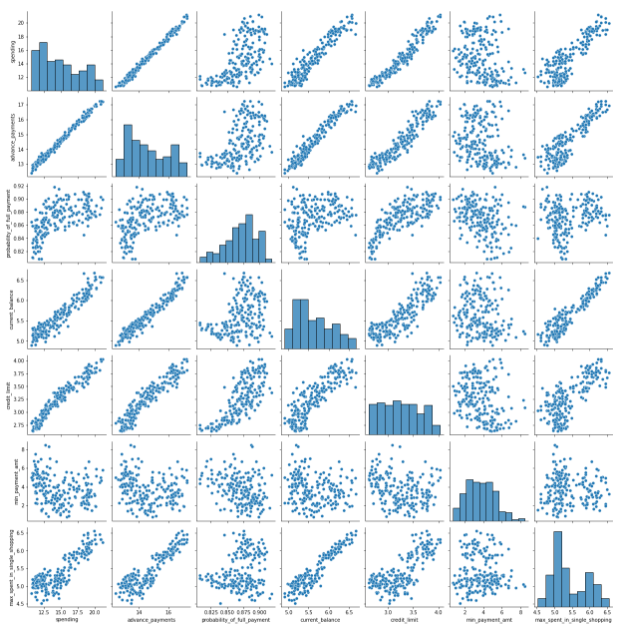 spending
20
18
16
14
12
advance_payments
17
16
15
14
13
probability_of_full_payment
0.92
0.90
0.88
0.86
0.84
0.82
current_balance
6.5
6.0
5.5
5.0
credit_limit
4.00
3.75
3.50
3.25
3.00
2.75
min_payment_amt
8
6
4
2
max_spent_in_single_shopping
6.5
6.0
5.5
5.0
4.5
12.5 15.0 17.5 20.0
14 16
0.825 0.850 0.875 0.900
5.0 5.5 6.0 6.5
3.0 3.5 4.0
2 4 6 8
4.5 5.0 5.5 6.0 6.5
spending
advance_payments
probability_of_full_payment
current_balance
credit_limit
min_payment_amt
max_spent_in_single_shopping